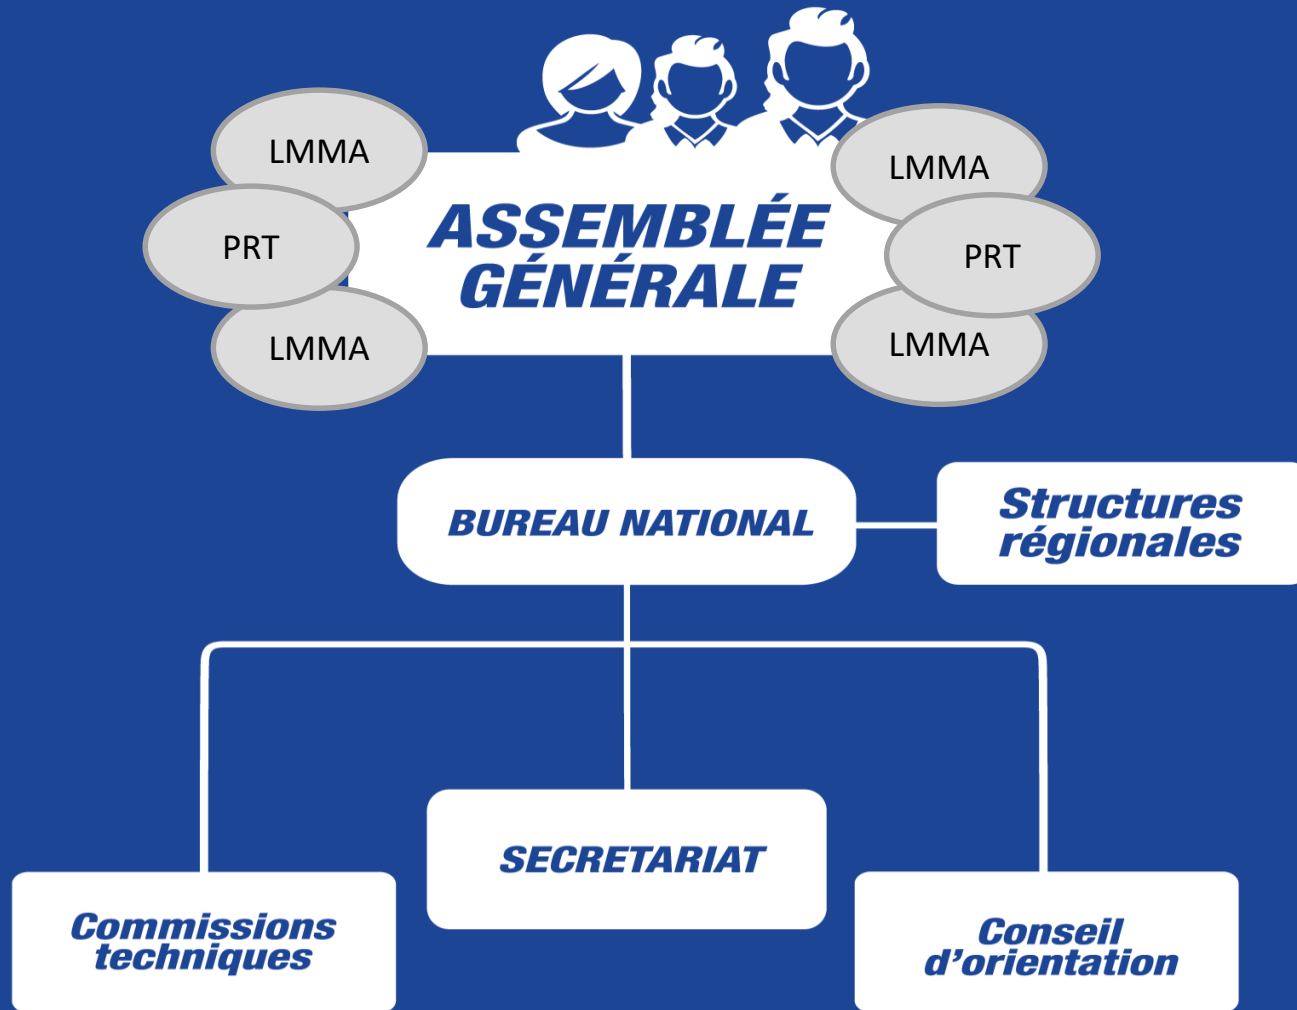 LMMA
LMMA
ASSEMBLÉE
GÉNÉRALE
PRT
PRT
LMMA
LMMA
BUREAU NATIONAL
Structures
régionales
SECRETARIAT
Commissions
techniques
Conseil
d'orientation